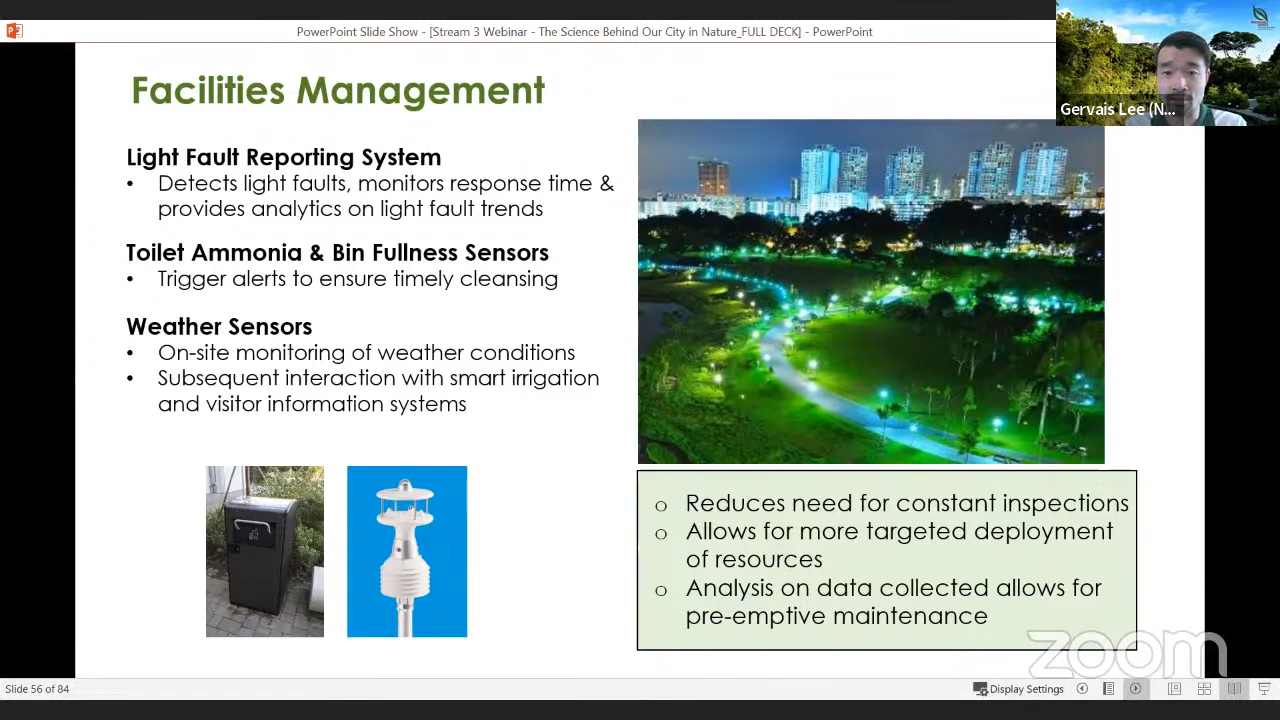 PowerPoint Slide Show - [Stream 3 Webinar - The Science Behind Our City in Nature_FULL DECK] - PowerPoint
Gervais Lee (N...
Facilities Management
Light Fault Reporting System
• Detects light faults, monitors response time &
provides analytics on light fault trends
Toilet Ammonia & Bin Fullness Sensors
• Trigger alerts to ensure timely cleansing
Weather Sensors
• On-site monitoring of weather conditions
• Subsequent interaction with smart irrigation
and visitor information systems
o Reduces need for constant inspections
o Allows for more targeted deployment
of resources
o Analysis on data collected allows for
pre-emptive maintenance
zoom
Slide 56 of 84
Display Settings